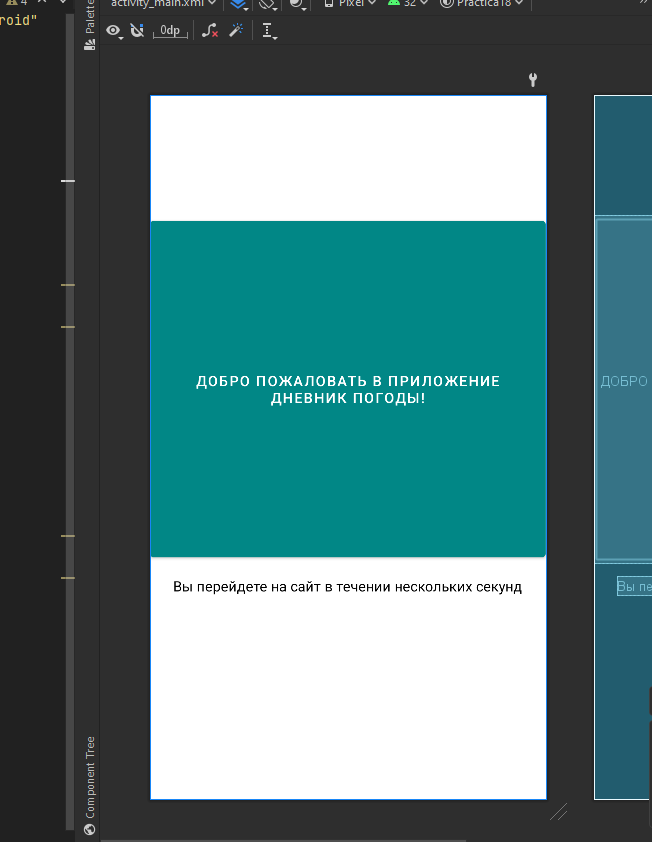 4
roid"
Palette
activity_main.xml
Pixel
32
Practica18
0dp
ДОБРО ПОЖАЛОВАТЬ В ПРИЛОЖЕНИЕ
ДНЕВНИК ПОГОДЫ!
ДОБРО
Вы перейдете на сайт в течении нескольких секунд
Вы пе
Component Tree